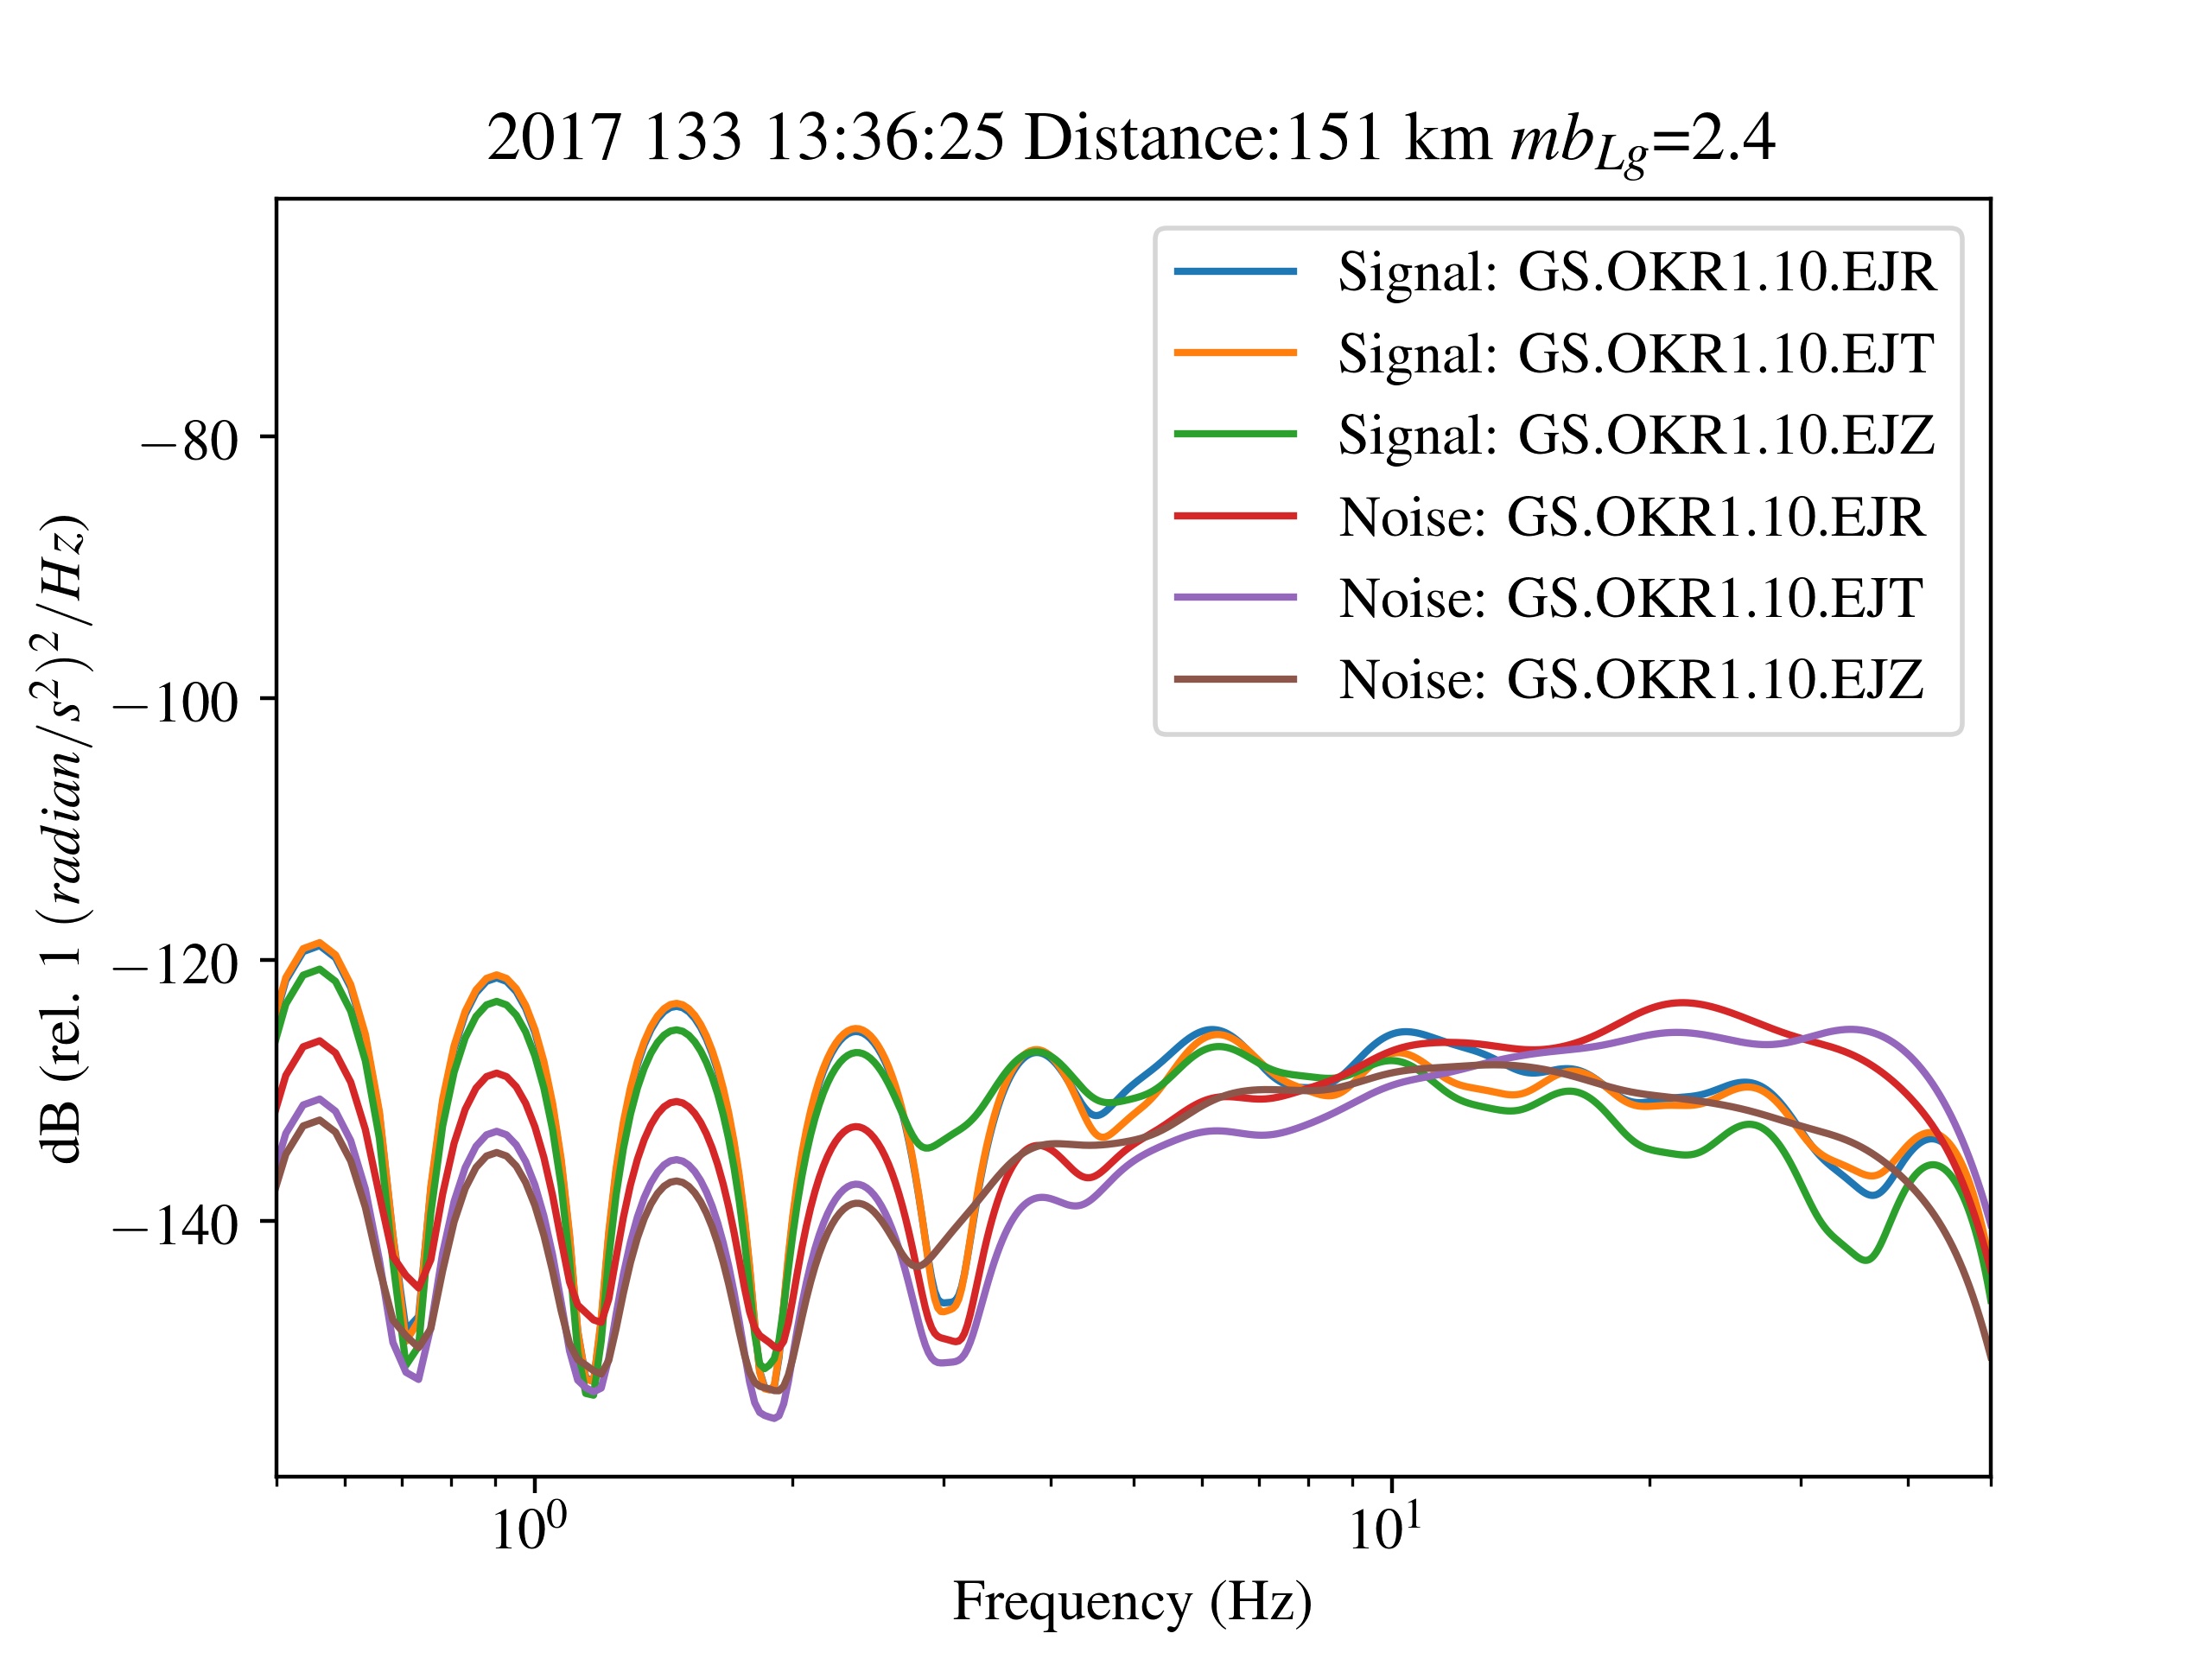 2017 133 13:36:25 Distance:151 km mb_{Lg}=2.4
Signal: GS.OKR1.10.EJR
Signal: GS.OKR1.10.EJT
Signal: GS.OKR1.10.EJZ
Noise: GS.OKR1.10.EJR
Noise: GS.OKR1.10.EJT
Noise: GS.OKR1.10.EJZ
dB (rel. 1 (radian/s²)²/Hz)
−80
−100
−120
−140
10⁰
10¹
Frequency (Hz)